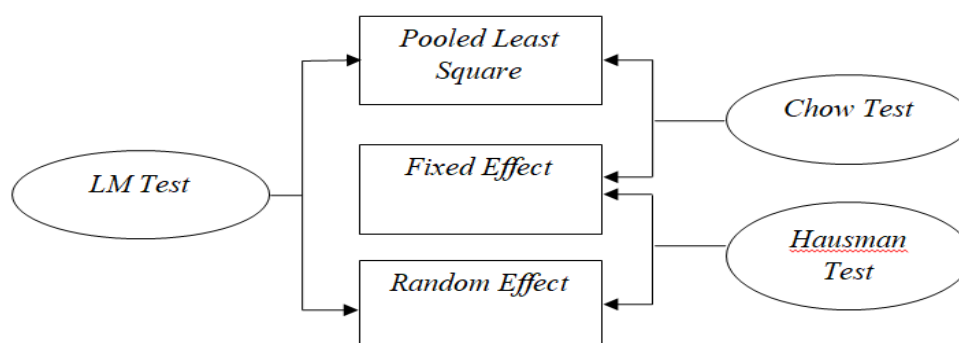 Pooled Least
Square
Chow Test
Fixed Effect
LM Test
Hausman
Test
Random Effect